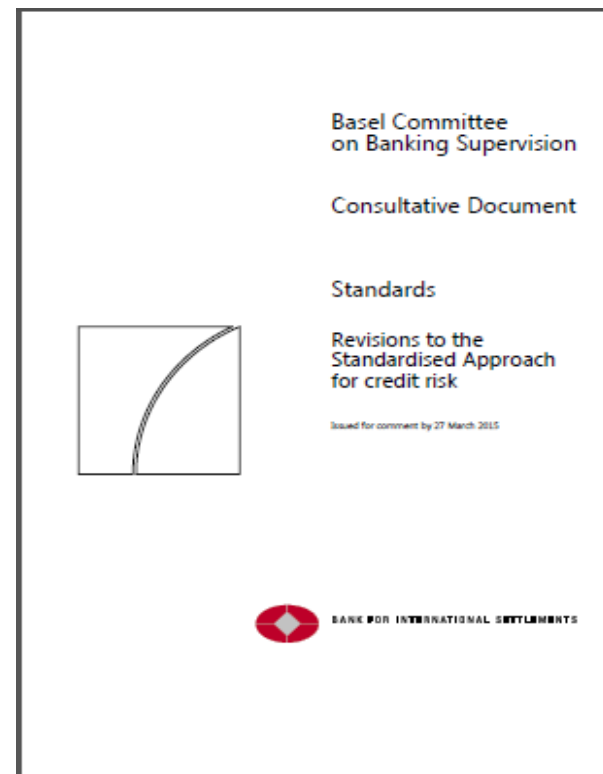 Basel Committee
on Banking Supervision
Consultative Document
Standards
Revisions to the
Standardised Approach
for credit risk
Issued for comment by 27 March 2015
BANK FOR INTERNATIONAL SETTLEMENTS